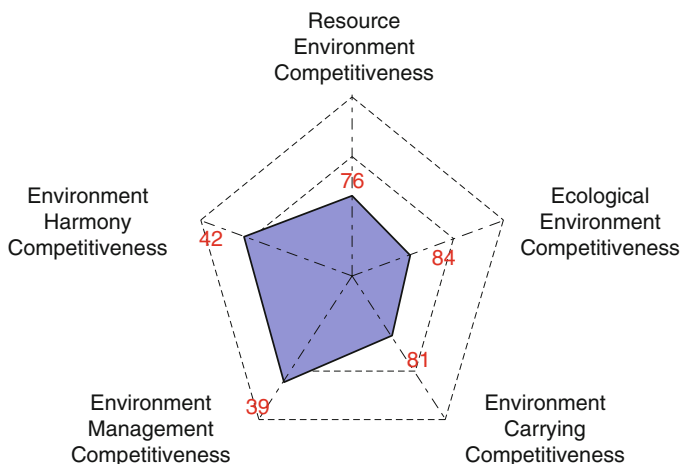 Resource
Environment
Competitiveness
76
Environment
Harmony
Competitiveness
42
Ecological
Environment
Competitiveness
84
81
39
Environment
Management
Competitiveness
Environment
Carrying
Competitiveness